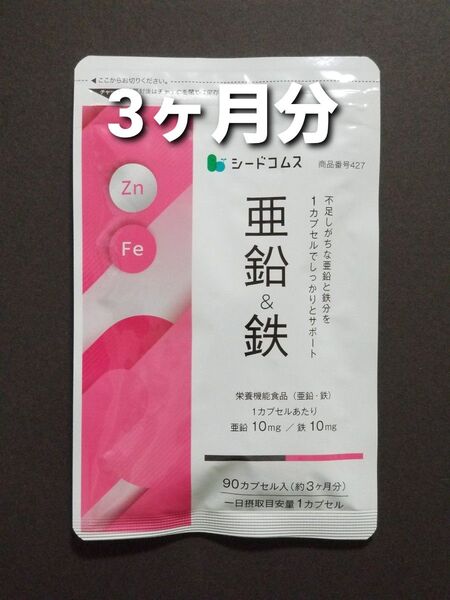 ◀ ここからお切りください。
3ヶ月分
シードコムス
商品番号427
Zn
Fe
不足しがちな亜鉛と鉄分を
1カプセルでしっかりとサポート
亜鉛
&
鉄
栄養機能食品（亜鉛・鉄）
1カプセルあたり
亜鉛 10mg ／ 鉄 10mg
90カプセル入（約3ヶ月分）
一日摂取目安量1カプセル